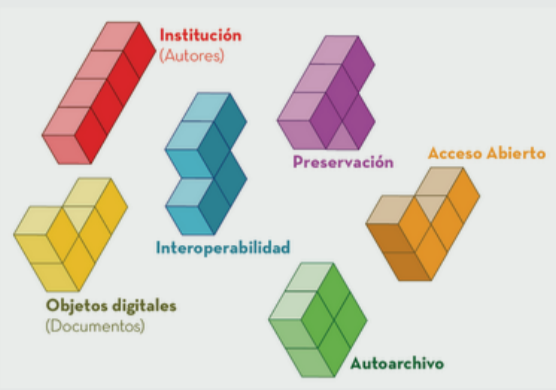 Institución
(Autores)
Preservación
Acceso Abierto
Interoperabilidad
Objetos digitales
(Documentos)
Autoarchivo